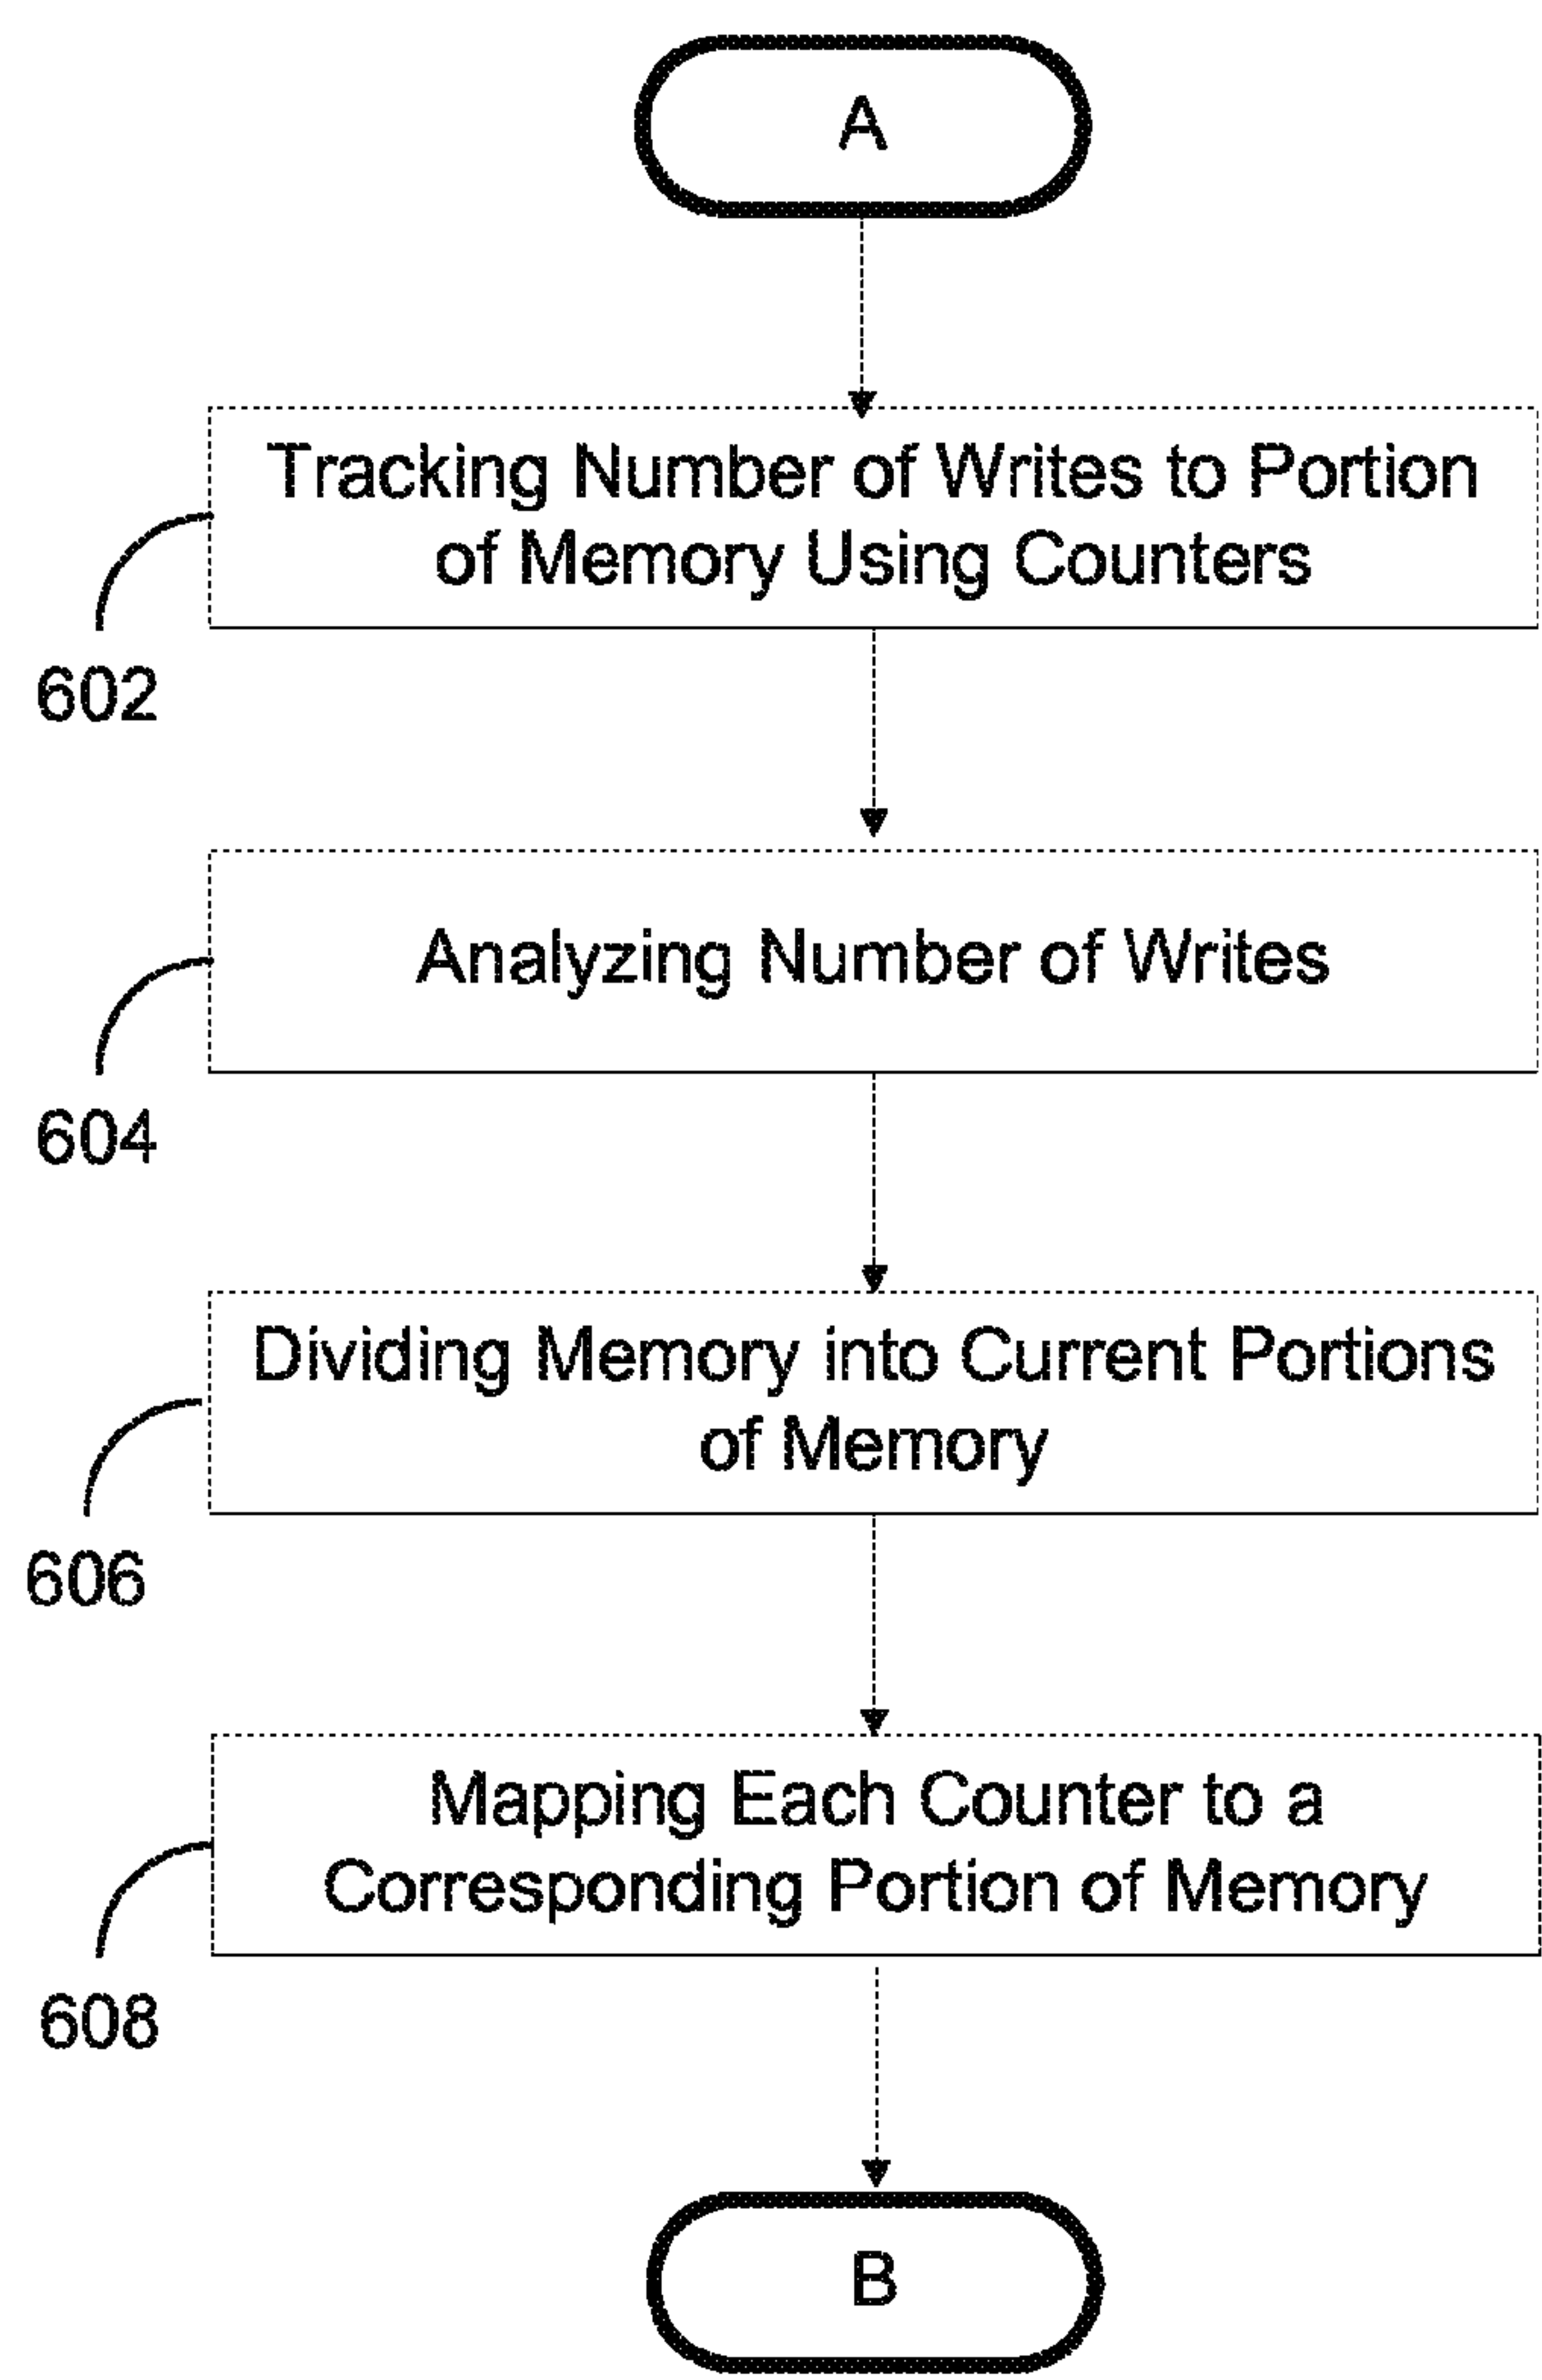 A
Tracking Number of Writes to Portion
of Memory Using Counters
602
Analyzing Number of Writes
604
Dividing Memory into Current Portions
of Memory
606
Mapping Each Counter to a
Corresponding Portion of Memory
608
B